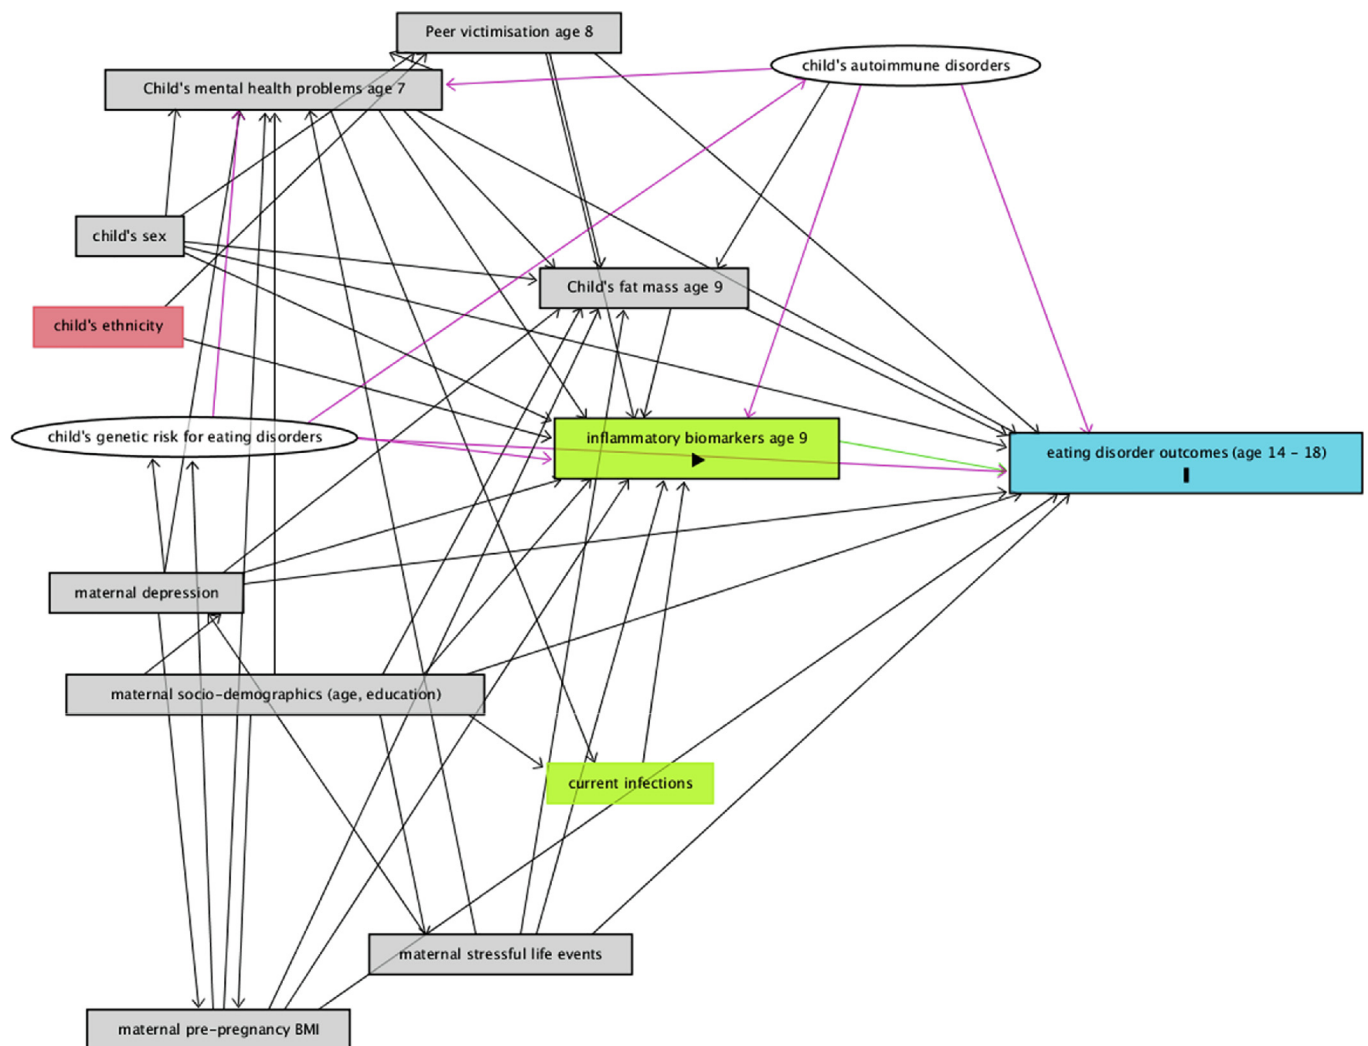 Peer victimisation age 8
child's autoimmune disorders
Child's mental health problems age 7
child's sex
Child's fat mass age 9
child's ethnicity
child's genetic risk for eating disorders
inflammatory biomarkers age 9
eating disorder outcomes (age 14 – 18)
maternal depression
maternal socio-demographics (age, education)
current infections
maternal stressful life events
maternal pre-pregnancy BMI